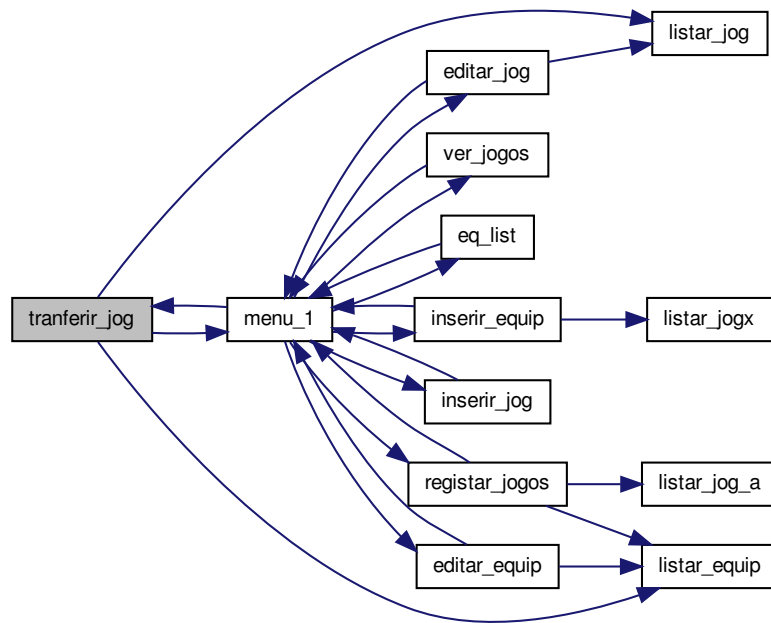 listar_jog
editar_jog
ver_jogos
eq_list
tranferir_jog
menu_1
inserir_equip
listar_jogx
inserir_jog
registar_jogos
listar_jog_a
editar_equip
listar_equip